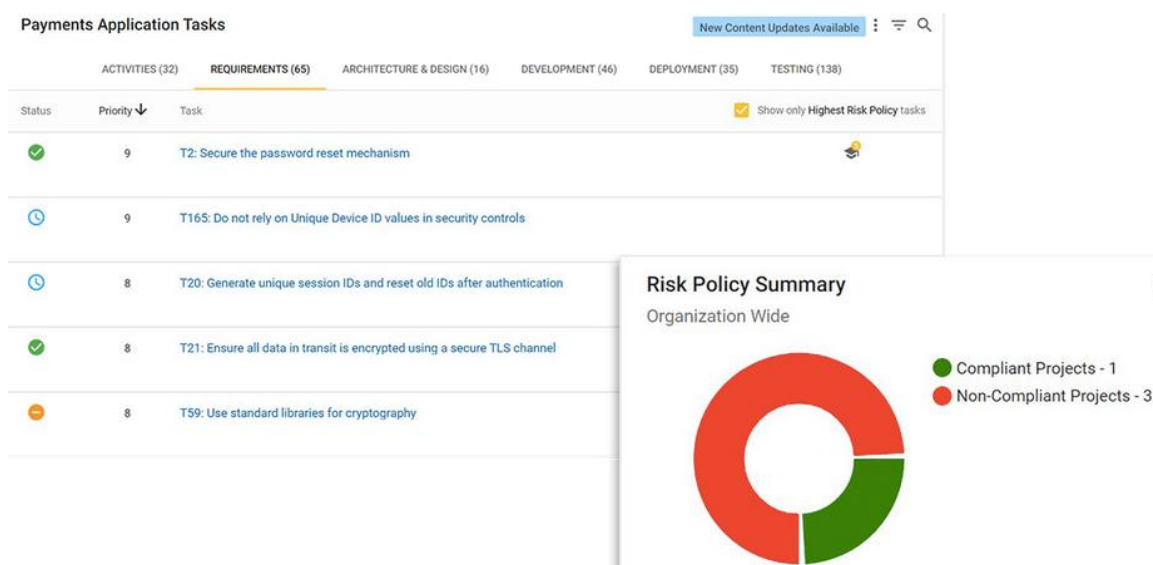 Payments Application Tasks
New Content Updates Available
ACTIVITIES (32) REQUIREMENTS (65) ARCHITECTURE & DESIGN (16) DEVELOPMENT (46) DEPLOYMENT (35) TESTING (138)
Status Priority Task Show only Highest Risk Policy tasks
9 T2: Secure the password reset mechanism
9 T165: Do not rely on Unique Device ID values in security controls
8 T20: Generate unique session IDs and reset old IDs after authentication
8 T21: Ensure all data in transit is encrypted using a secure TLS channel
8 T59: Use standard libraries for cryptography
Risk Policy Summary
Organization Wide
Compliant Projects - 1
Non-Compliant Projects - 3